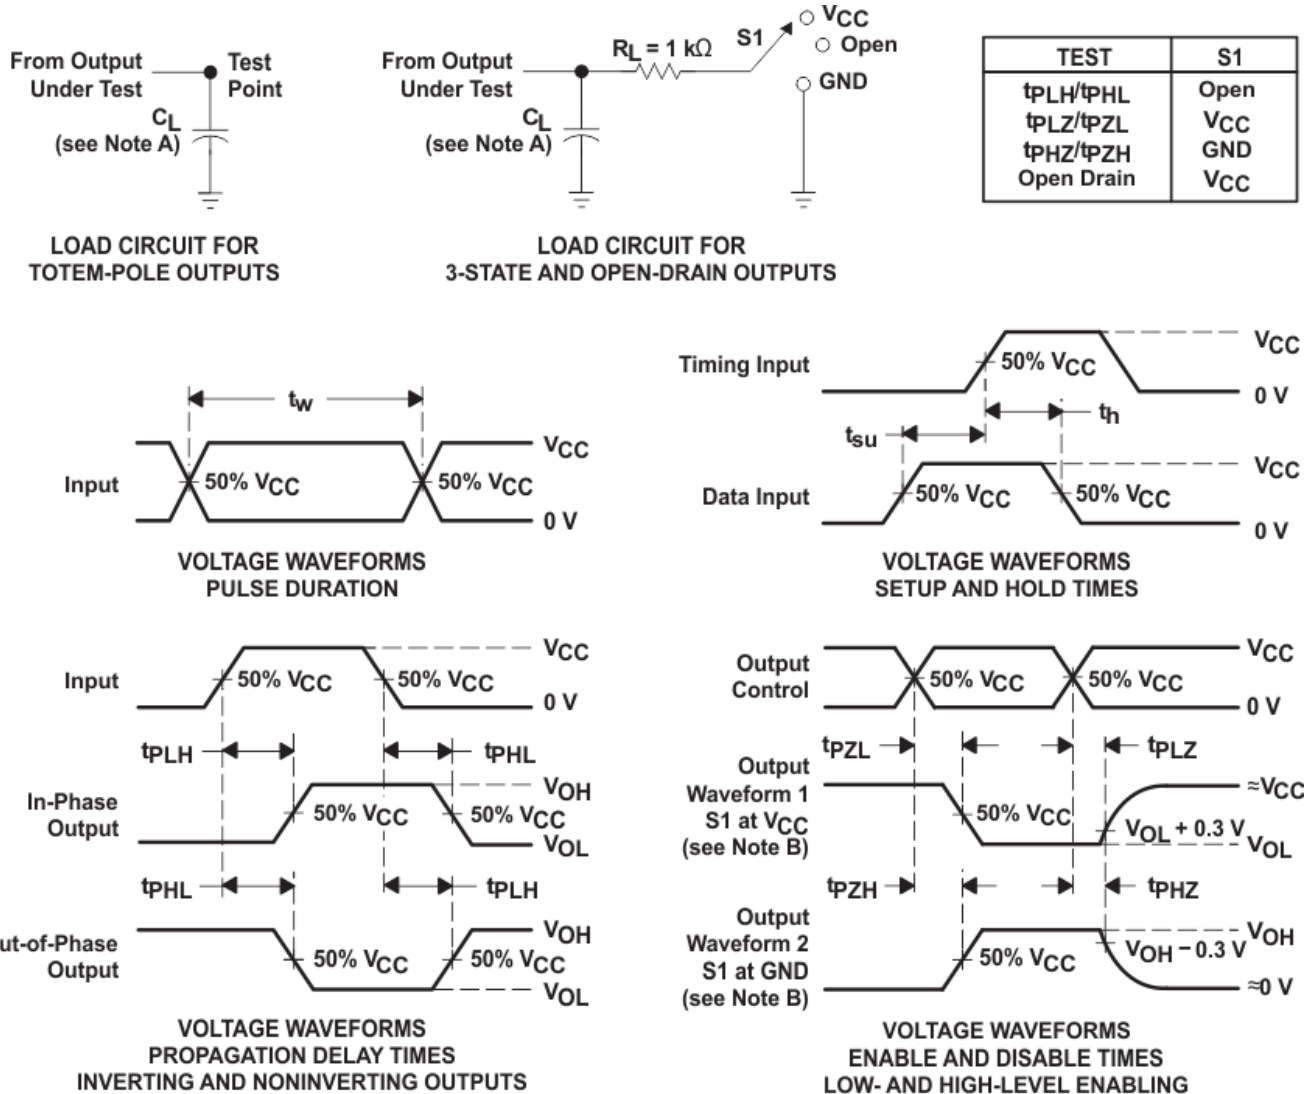 From Output
Under Test
Test
Point
CL
(see Note A)
LOAD CIRCUIT FOR
TOTEM-POLE OUTPUTS
From Output
Under Test
RL = 1 kΩ
S1
VCC
Open
GND
CL
(see Note A)
LOAD CIRCUIT FOR
3-STATE AND OPEN-DRAIN OUTPUTS
TEST S1
tPLH/tPHL Open
tPLZ/tPZL VCC
tPHZ/tPZH GND
Open Drain VCC
tw
Input
50% VCC
50% VCC
VCC
0 V
VOLTAGE WAVEFORMS
PULSE DURATION
Timing Input
50% VCC
VCC
0 V
th
tsu
Data Input
50% VCC
50% VCC
VCC
0 V
VOLTAGE WAVEFORMS
SETUP AND HOLD TIMES
Input
50% VCC
50% VCC
VCC
0 V
tPLH
tPHL
In-Phase
Output
50% VCC
50% VCC
VOH
VOL
tPHL
tPLH
ut-of-Phase
Output
50% VCC
50% VCC
VOH
VOL
VOLTAGE WAVEFORMS
PROPAGATION DELAY TIMES
INVERTING AND NONINVERTING OUTPUTS
Output
Control
50% VCC
50% VCC
VCC
0 V
tPZL
tPLZ
Output
Waveform 1
S1 at VCC
(see Note B)
50% VCC
VOL + 0.3 V
≈VCC
VOL
tPZH
tPHZ
Output
Waveform 2
S1 at GND
(see Note B)
50% VCC
VOH − 0.3 V
VOH
≈0 V
VOLTAGE WAVEFORMS
ENABLE AND DISABLE TIMES
LOW- AND HIGH-LEVEL ENABLING